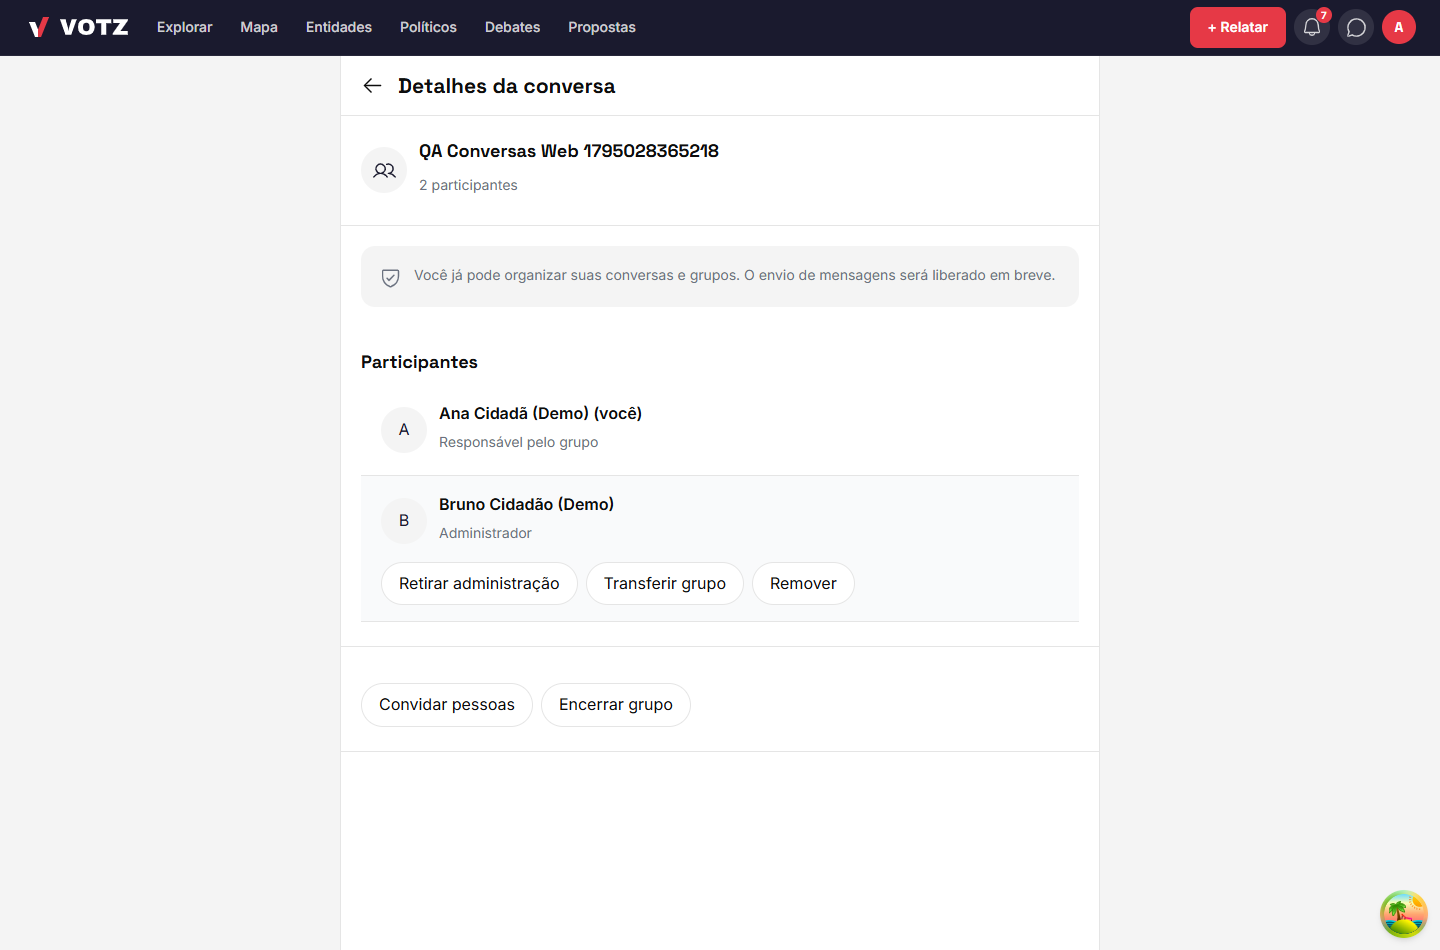 VOTZ Explorar Mapa Entidades Políticos Debates Propostas + Relatar 7 A
Detalhes da conversa
QA Conversas Web 1795028365218
2 participantes
Você já pode organizar suas conversas e grupos. O envio de mensagens será liberado em breve.
Participantes
A
Ana Cidadã (Demo) (você)
Responsável pelo grupo
B
Bruno Cidadão (Demo)
Administrador
Retirar administração Transferir grupo Remover
Convidar pessoas Encerrar grupo